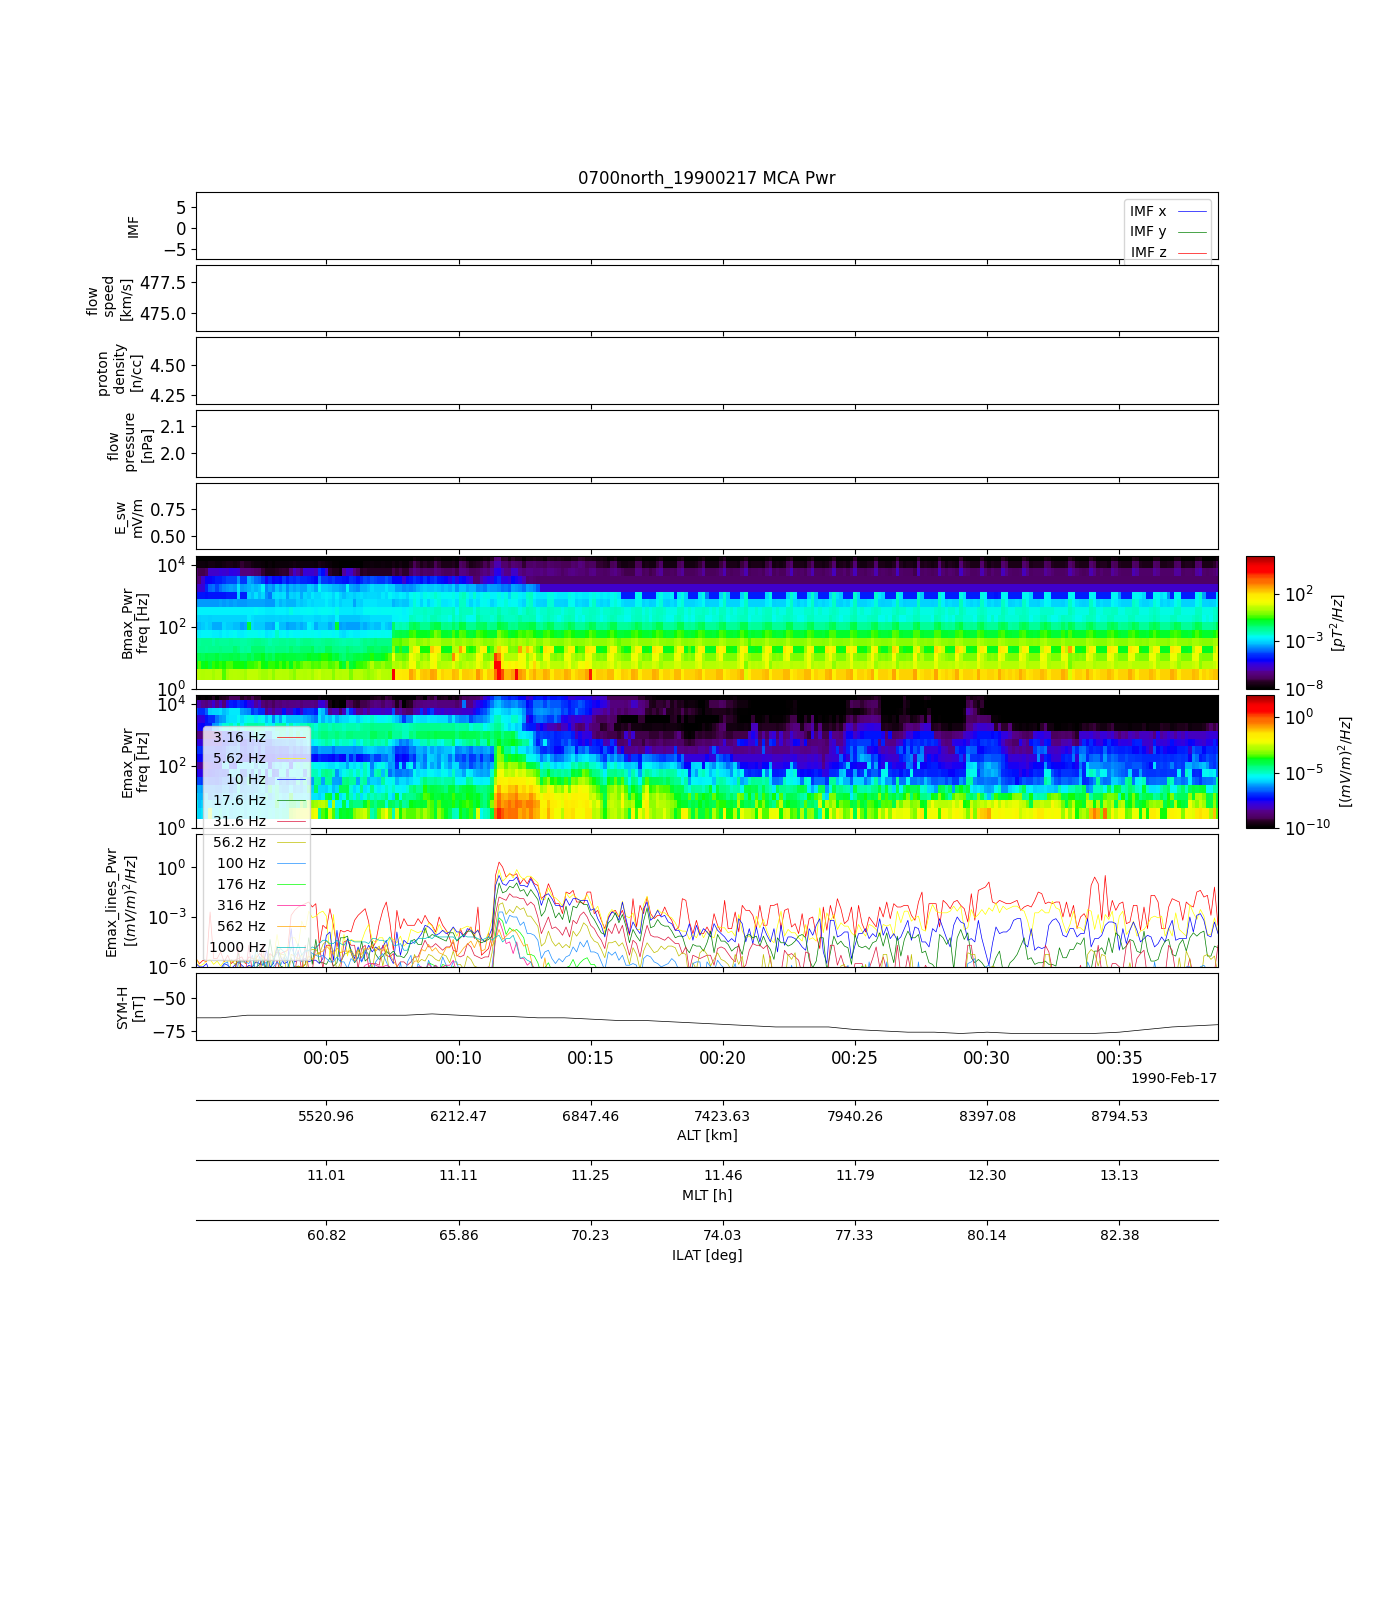 0700north_19900217 MCA Pwr
IMF
5
0
−5
IMF x
IMF y
IMF z
flow
speed
[km/s]
477.5
475.0
proton
density
[n/cc]
4.50
4.25
flow
pressure
[nPa]
2.1
2.0
E_sw
mV/m
0.75
0.50
Bmax_Pwr
freq [Hz]
10^4
10^2
10^0
10^2
10^−3
10^−8
[pT^2/Hz]
Emax_Pwr
freq [Hz]
10^4
10^2
10^0
10^0
10^−5
10^−10
[(mV/m)^2/Hz]
3.16 Hz
5.62 Hz
10 Hz
17.6 Hz
31.6 Hz
56.2 Hz
100 Hz
176 Hz
316 Hz
562 Hz
1000 Hz
Emax_lines_Pwr
[(mV/m)^2/Hz]
10^0
10^−3
10^−6
SYM-H
[nT]
−50
−75
00:05 00:10 00:15 00:20 00:25 00:30 00:35
1990-Feb-17
5520.96 6212.47 6847.46 7423.63 7940.26 8397.08 8794.53
ALT [km]
11.01 11.11 11.25 11.46 11.79 12.30 13.13
MLT [h]
60.82 65.86 70.23 74.03 77.33 80.14 82.38
ILAT [deg]